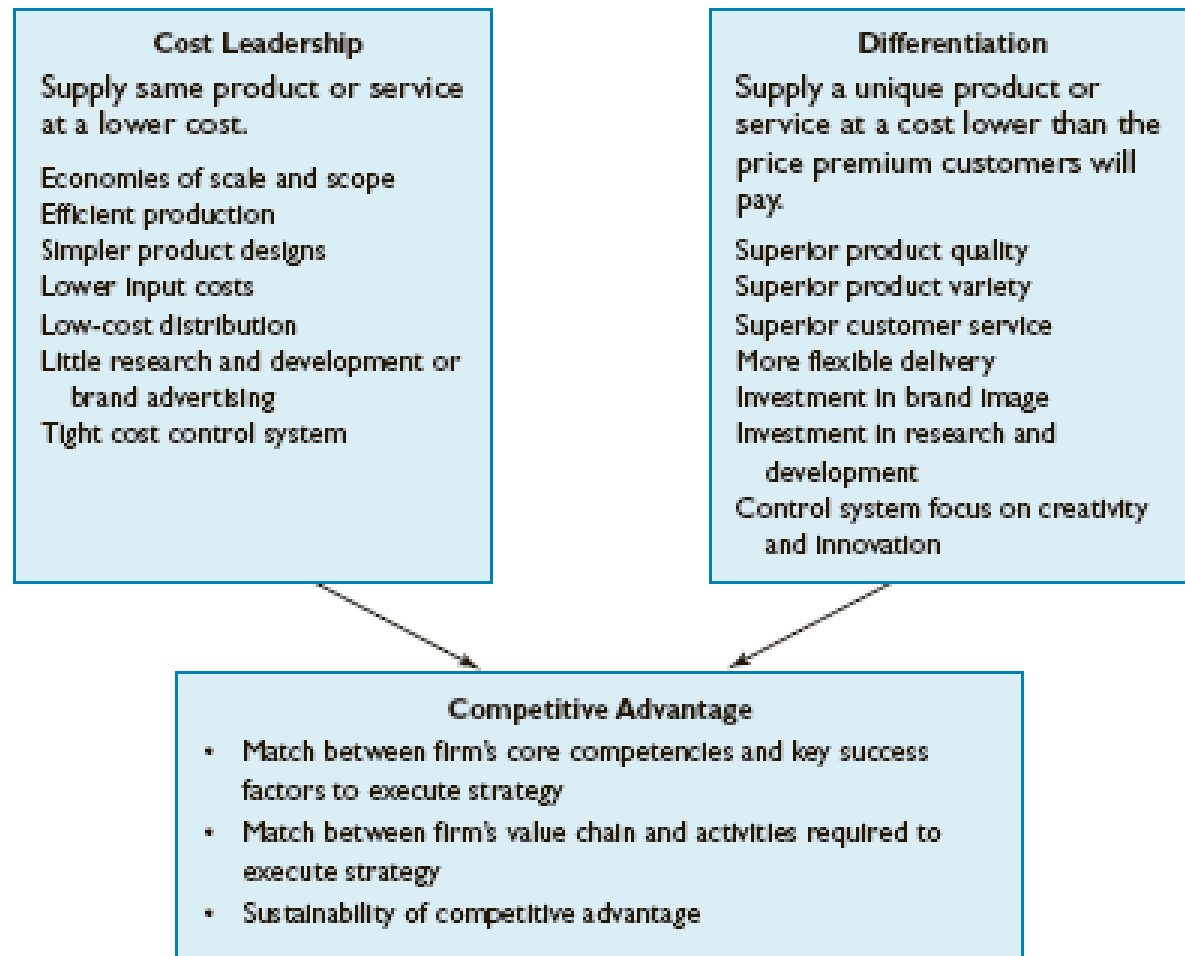 Cost Leadership
Supply same product or service
at a lower cost.
Economies of scale and scope
Efficient production
Simpler product designs
Lower input costs
Low-cost distribution
Little research and development or
brand advertising
Tight cost control system
Differentiation
Supply a unique product or
service at a cost lower than the
price premium customers will
pay.
Superior product quality
Superior product variety
Superior customer service
More flexible delivery
Investment in brand image
Investment in research and
development
Control system focus on creativity
and innovation
Competitive Advantage
• Match between firm's core competencies and key success
factors to execute strategy
• Match between firm's value chain and activities required to
execute strategy
• Sustainability of competitive advantage